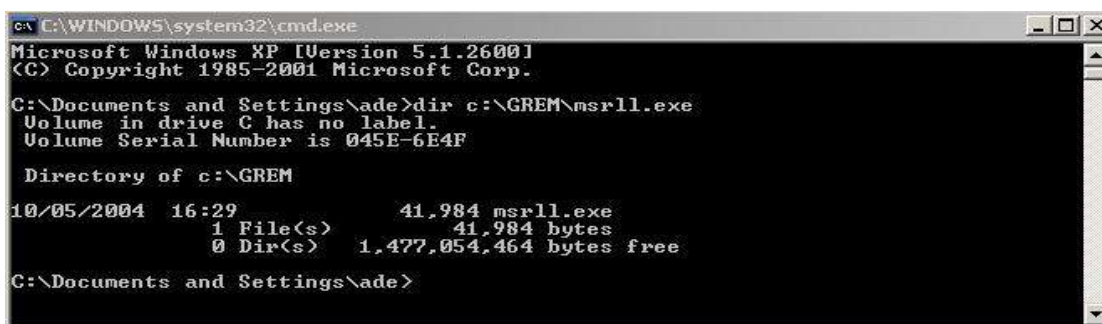 C:\WINDOWS\system32\cmd.exe
Microsoft Windows XP [Version 5.1.2600]
(C) Copyright 1985-2001 Microsoft Corp.
C:\Documents and Settings\ade>dir c:\GREM\msrll.exe
Volume in drive C has no label.
Volume Serial Number is 045E-6E4F
Directory of c:\GREM
10/05/2004 16:29 41,984 msrll.exe
1 File(s) 41,984 bytes
0 Dir(s) 1,477,054,464 bytes free
C:\Documents and Settings\ade>